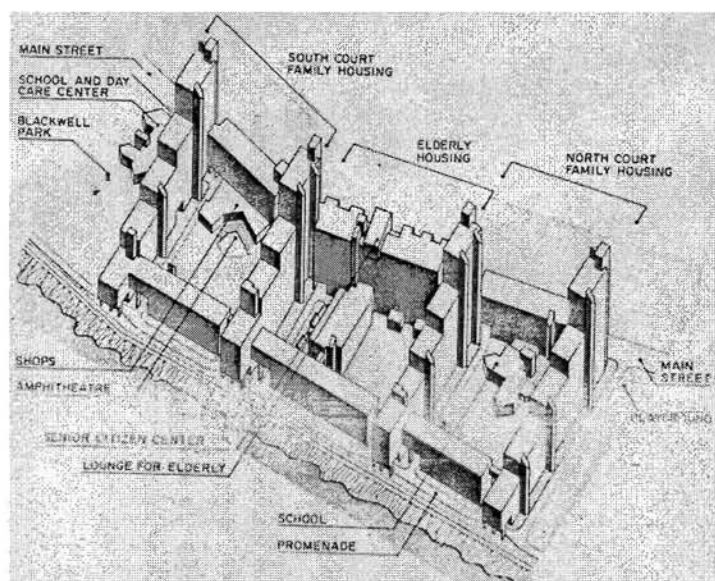 MAIN STREET
SCHOOL AND DAY
CARE CENTER
BLACKWELL
PARK
SOUTH COURT
FAMILY HOUSING
ELDERLY
HOUSING
NORTH COURT
FAMILY HOUSING
SHOPS
AMPHITHEATRE
SENIOR CITIZEN CENTER
LOUNGE FOR ELDERLY
SCHOOL
PROMENADE
MAIN
STREET
PLAYGROUND